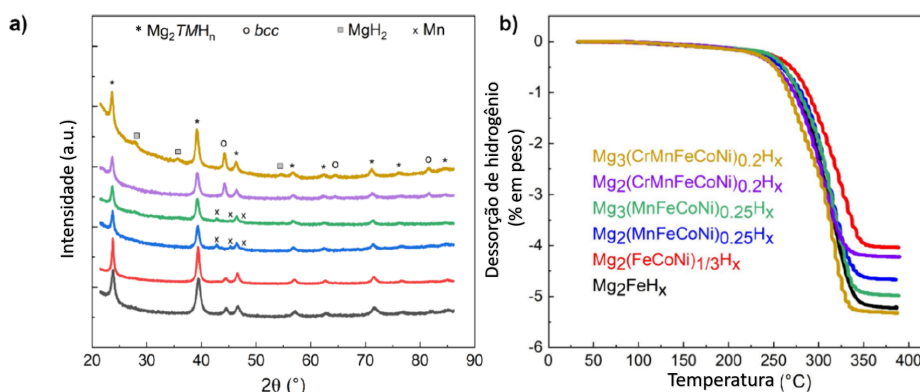 a)
* Mg₂TMHₙ o bcc ■ MgH₂ x Mn
* * * * * * * *
o o o
x x x
x x x
Intensidade (a.u.)
20 30 40 50 60 70 80 90
2θ (°)
b)
0
-1
-2
-3
-4
-5
-6
Dessorção de hidrogênio
(% em peso)
Mg₃(CrMnFeCoNi)0.2Hₓ
Mg₂(CrMnFeCoNi)0.2Hₓ
Mg₃(MnFeCoNi)0.25Hₓ
Mg₂(MnFeCoNi)0.25Hₓ
Mg₂(FeCoNi)1/3Hₓ
Mg₂FeHₓ
0 50 100 150 200 250 300 350 400
Temperatura (°C)